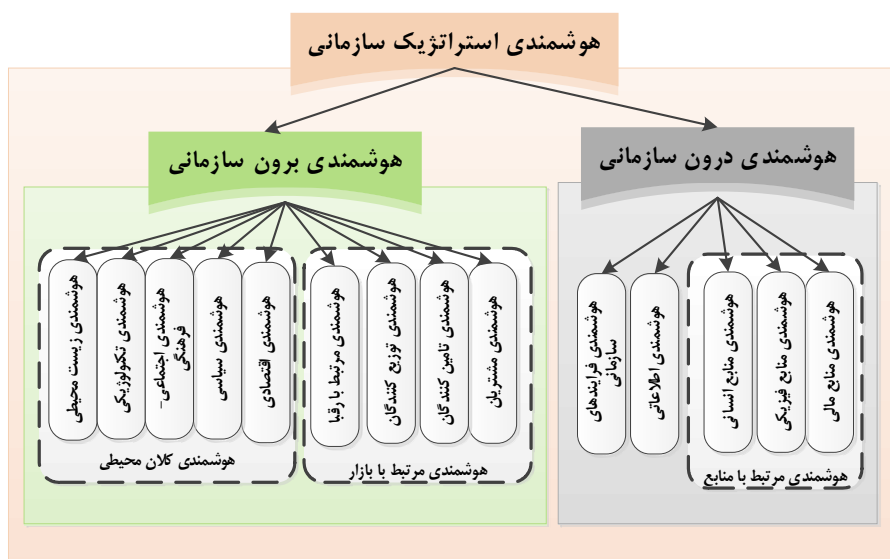 هوشمندی استراتژیک سازمانی
هوشمندی درون سازمانی
هوشمندی منابع مالی
هوشمندی منابع فیزیکی
هوشمندی منابع انسانی
هوشمندی مرتبط با منابع
هوشمندی اطلاعاتی
هوشمندی فرایندهای
سازمانی
هوشمندی برون سازمانی
هوشمندی مشتریان
هوشمندی تامین کنندگان
هوشمندی توزیع کنندگان
هوشمندی مرتبط با رقبا
هوشمندی مرتبط با بازار
هوشمندی اقتصادی
هوشمندی سیاسی
هوشمندی اجتماعی–
فرهنگی
هوشمندی تکنولوژیکی
هوشمندی زیست محیطی
هوشمندی کلان محیطی